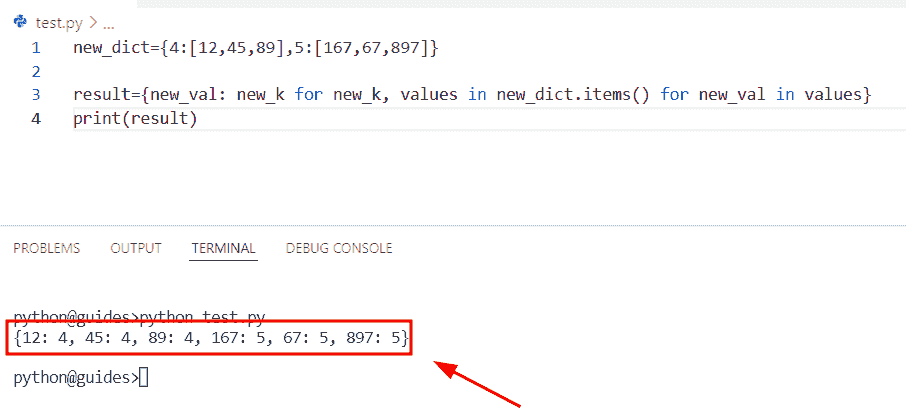 test.py > ...
1 new_dict={4:[12,45,89],5:[167,67,897]}
2
3 result={new_val: new_k for new_k, values in new_dict.items() for new_val in values}
4 print(result)
PROBLEMS OUTPUT TERMINAL DEBUG CONSOLE
python@guides>python test.py
{12: 4, 45: 4, 89: 4, 167: 5, 67: 5, 897: 5}
python@guides>